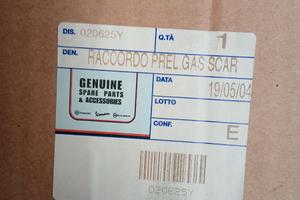 DIS. 020625Y
Q.TÀ 1
DEN. RACCORDO PREL GAS SCAR
GENUINE
SPARE PARTS
& ACCESSORIES
DATA
19/05/04
LOTTO
CONF. E
020625Y